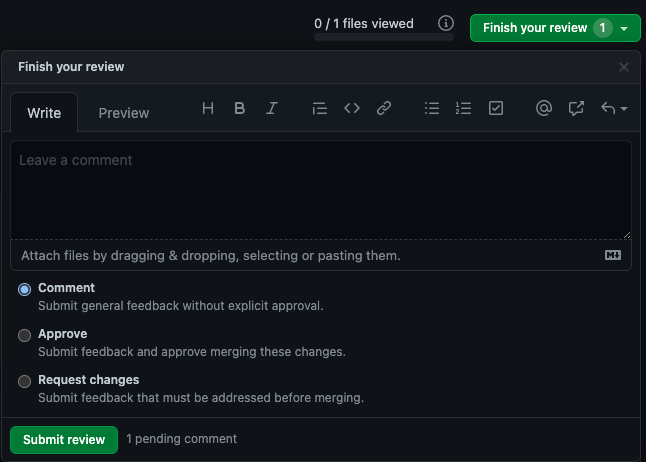 0 / 1 files viewed
Finish your review 1
Finish your review
Write Preview
Leave a comment
Attach files by dragging & dropping, selecting or pasting them.
Comment
Submit general feedback without explicit approval.
Approve
Submit feedback and approve merging these changes.
Request changes
Submit feedback that must be addressed before merging.
Submit review 1 pending comment